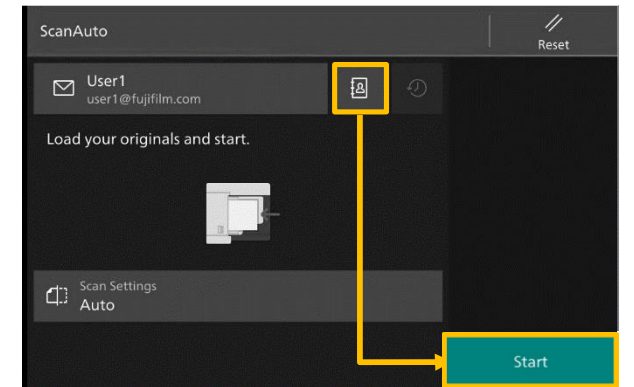 ScanAuto
Reset
User1
user1@fujifilm.com
Load your originals and start.
Scan Settings
Auto
Start